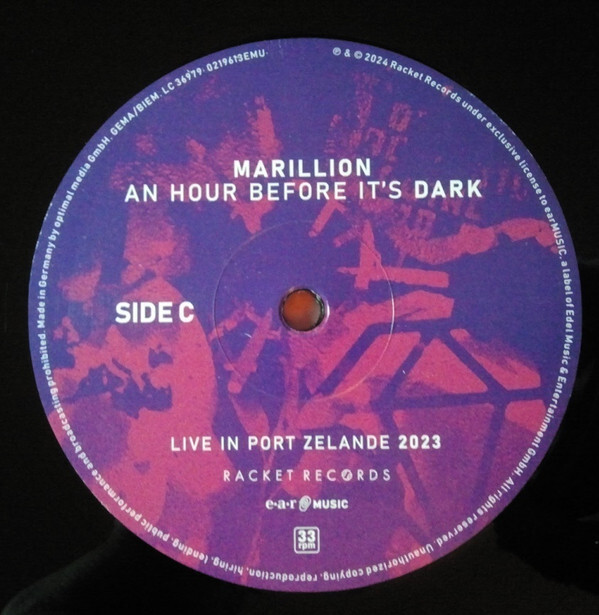 MARILLION
AN HOUR BEFORE IT'S DARK
SIDE C
LIVE IN PORT ZELANDE 2023
RACKET RECORDS
e·a·r MUSIC
33
rpm
℗ & © 2024 Racket Records under exclusive license to earMUSIC, a label of Edel Music & Entertainment GmbH. All rights reserved. Unauthorized copying, reproduction, hiring, lending, public performance and broadcasting prohibited. Made in Germany by optimal media GmbH. GEMA/BIEM. LC 36979· 0219613EMU